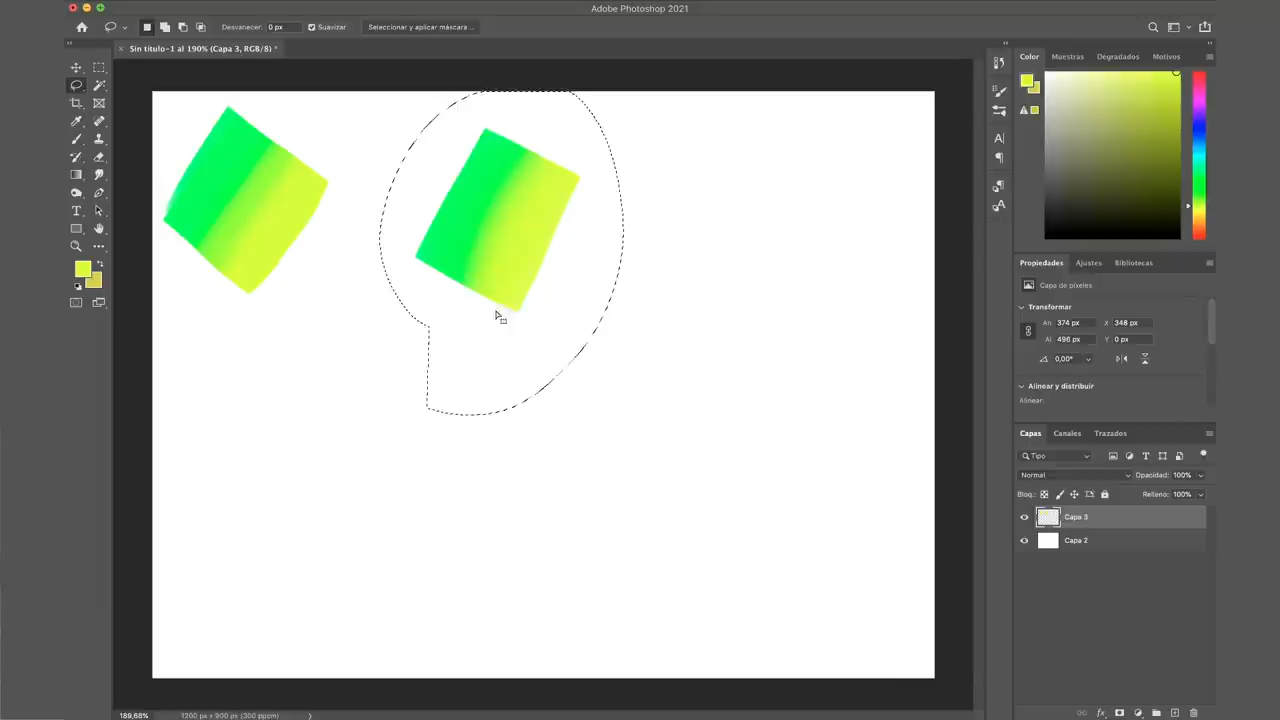 Adobe Photoshop 2021
Desvanecer: 0 px
Suavizar
Seleccionar y aplicar máscara...
Sin título-1 al 190% (Capa 3, RGB/8) *
Color
Muestras
Degradados
Motivos
Propiedades
Ajustes
Bibliotecas
Capa de píxeles
Transformar
An: 374 px
X 348 px
Al: 496 px
Y 0 px
0,00°
Alinear y distribuir
Alinear:
Capas
Canales
Trazados
Tipo
Normal
Opacidad: 100%
Bloq.:
Relleno: 100%
Capa 3
Capa 2
189,68%
1200 px x 900 px (300 ppcm)